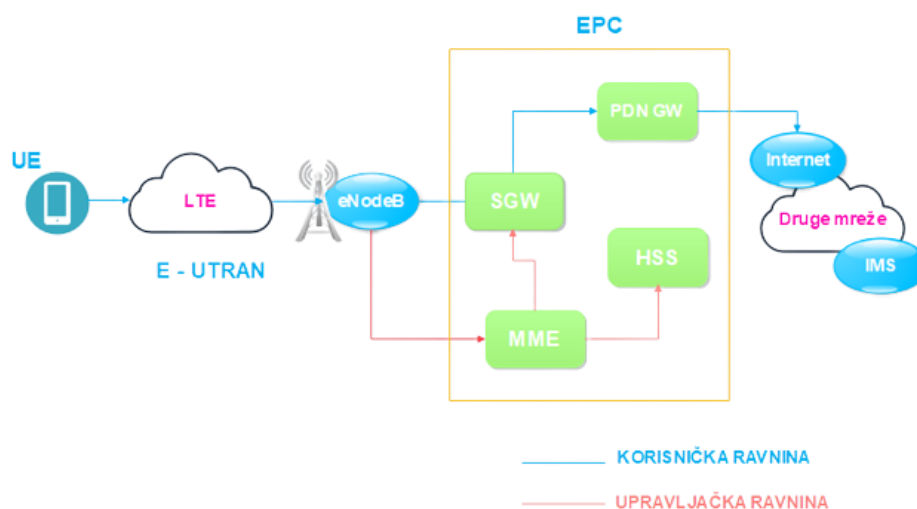 EPC
PDN GW
UE
Internet
LTE
eNodeB
SGW
Druge mreže
E - UTRAN
HSS
IMS
MME
KORISNIČKA RAVNINA
UPRAVLJAČKA RAVNINA